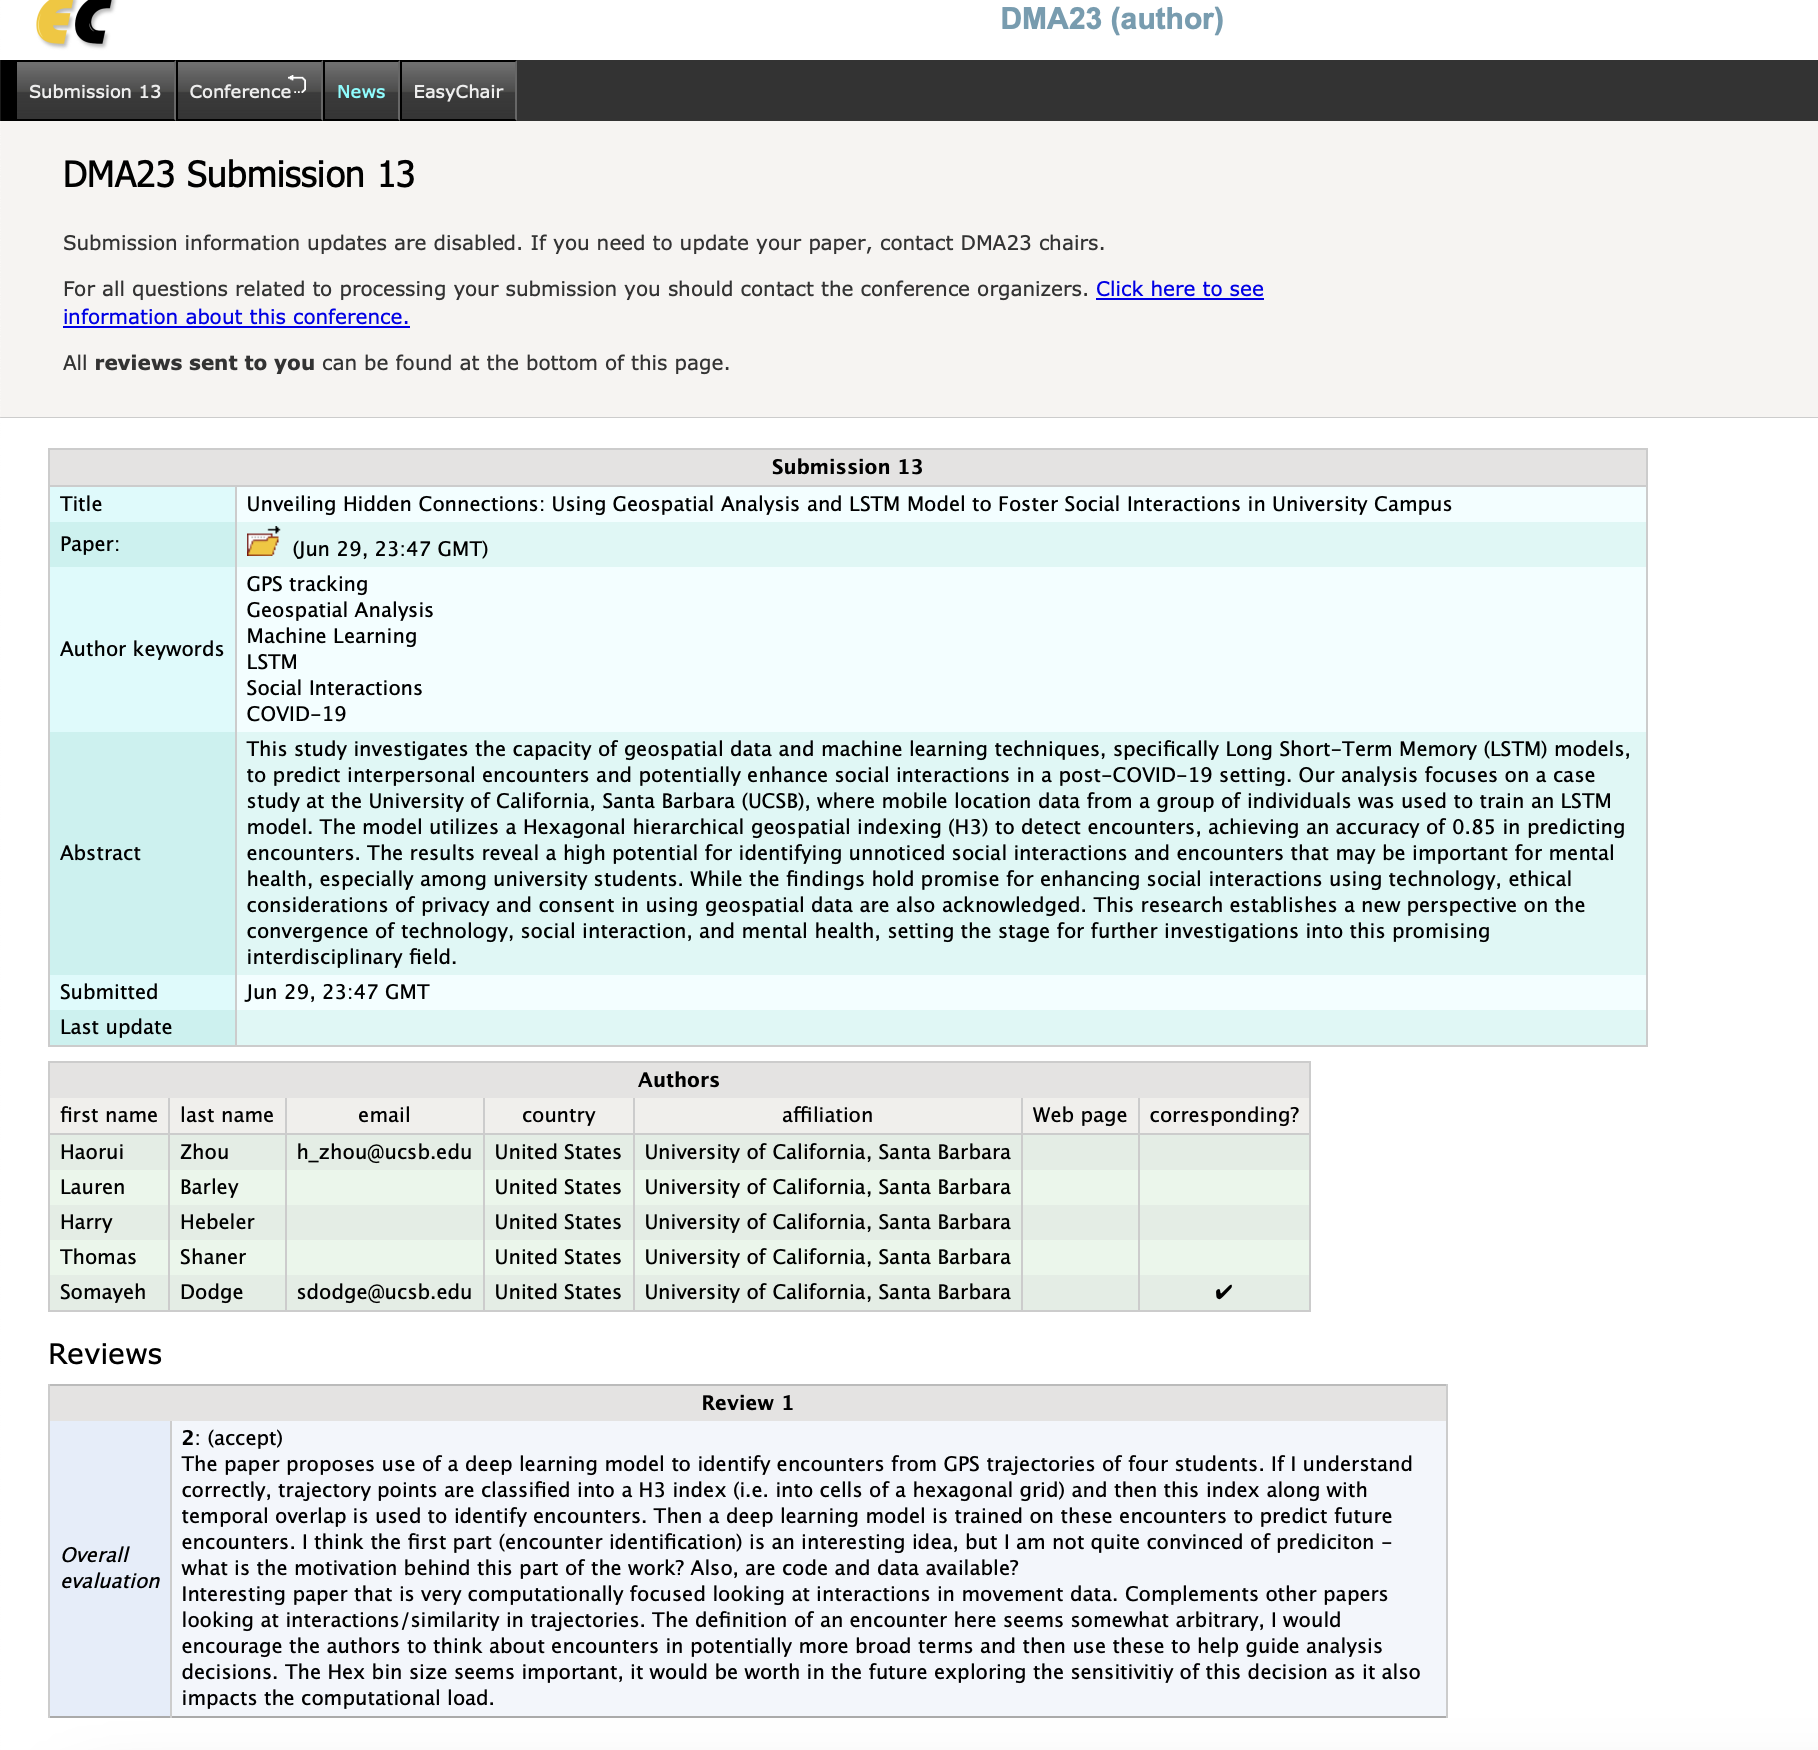 EC
DMA23 (author)
Submission 13
Conference
News
EasyChair
DMA23 Submission 13
Submission information updates are disabled. If you need to update your paper, contact DMA23 chairs.
For all questions related to processing your submission you should contact the conference organizers. Click here to see
information about this conference.
All reviews sent to you can be found at the bottom of this page.
Submission 13
Title
Unveiling Hidden Connections: Using Geospatial Analysis and LSTM Model to Foster Social Interactions in University Campus
Paper:
(Jun 29, 23:47 GMT)
Author keywords
GPS tracking
Geospatial Analysis
Machine Learning
LSTM
Social Interactions
COVID-19
Abstract
This study investigates the capacity of geospatial data and machine learning techniques, specifically Long Short-Term Memory (LSTM) models,
to predict interpersonal encounters and potentially enhance social interactions in a post-COVID-19 setting. Our analysis focuses on a case
study at the University of California, Santa Barbara (UCSB), where mobile location data from a group of individuals was used to train an LSTM
model. The model utilizes a Hexagonal hierarchical geospatial indexing (H3) to detect encounters, achieving an accuracy of 0.85 in predicting
encounters. The results reveal a high potential for identifying unnoticed social interactions and encounters that may be important for mental
health, especially among university students. While the findings hold promise for enhancing social interactions using technology, ethical
considerations of privacy and consent in using geospatial data are also acknowledged. This research establishes a new perspective on the
convergence of technology, social interaction, and mental health, setting the stage for further investigations into this promising
interdisciplinary field.
Submitted
Jun 29, 23:47 GMT
Last update
Authors
first name last name email country affiliation Web page corresponding?
Haorui Zhou h_zhou@ucsb.edu United States University of California, Santa Barbara
Lauren Barley United States University of California, Santa Barbara
Harry Hebeler United States University of California, Santa Barbara
Thomas Shaner United States University of California, Santa Barbara
Somayeh Dodge sdodge@ucsb.edu United States University of California, Santa Barbara ✔
Reviews
Review 1
Overall
evaluation
2: (accept)
The paper proposes use of a deep learning model to identify encounters from GPS trajectories of four students. If I understand
correctly, trajectory points are classified into a H3 index (i.e. into cells of a hexagonal grid) and then this index along with
temporal overlap is used to identify encounters. Then a deep learning model is trained on these encounters to predict future
encounters. I think the first part (encounter identification) is an interesting idea, but I am not quite convinced of prediciton -
what is the motivation behind this part of the work? Also, are code and data available?
Interesting paper that is very computationally focused looking at interactions in movement data. Complements other papers
looking at interactions/similarity in trajectories. The definition of an encounter here seems somewhat arbitrary, I would
encourage the authors to think about encounters in potentially more broad terms and then use these to help guide analysis
decisions. The Hex bin size seems important, it would be worth in the future exploring the sensitivitiy of this decision as it also
impacts the computational load.